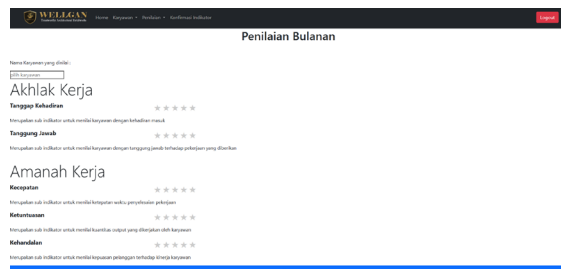 WELLGAN
Home Karyawan Penilaian Konfirmasi Indikator
Logout
Penilaian Bulanan
Nama Karyawan yang dinilai :
pilih karyawan
Akhlak Kerja
Tanggap Kehadiran
Merupakan sub indikator untuk menilai karyawan dengan kehadiran masuk
Tanggung Jawab
Merupakan sub indikator untuk menilai karyawan dengan tanggung jawab terhadap pekerjaan yang diberikan
Amanah Kerja
Kecepatan
Merupakan sub indikator untuk menilai ketepatan waktu penyelesaian pekerjaan
Ketuntasan
Merupakan sub indikator untuk menilai kuantitas output yang dikerjakan oleh karyawan
Kehandalan
Merupakan sub indikator untuk menilai kepuasan pelanggan terhadap kinerja karyawan